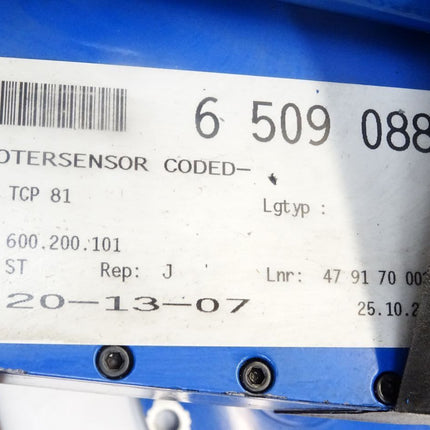 6 509 088
OTERSENSOR CODED-
TCP 81
Lgtyp :
600.200.101
ST Rep: J Lnr: 47 91 70 00
20-13-07
25.10.2